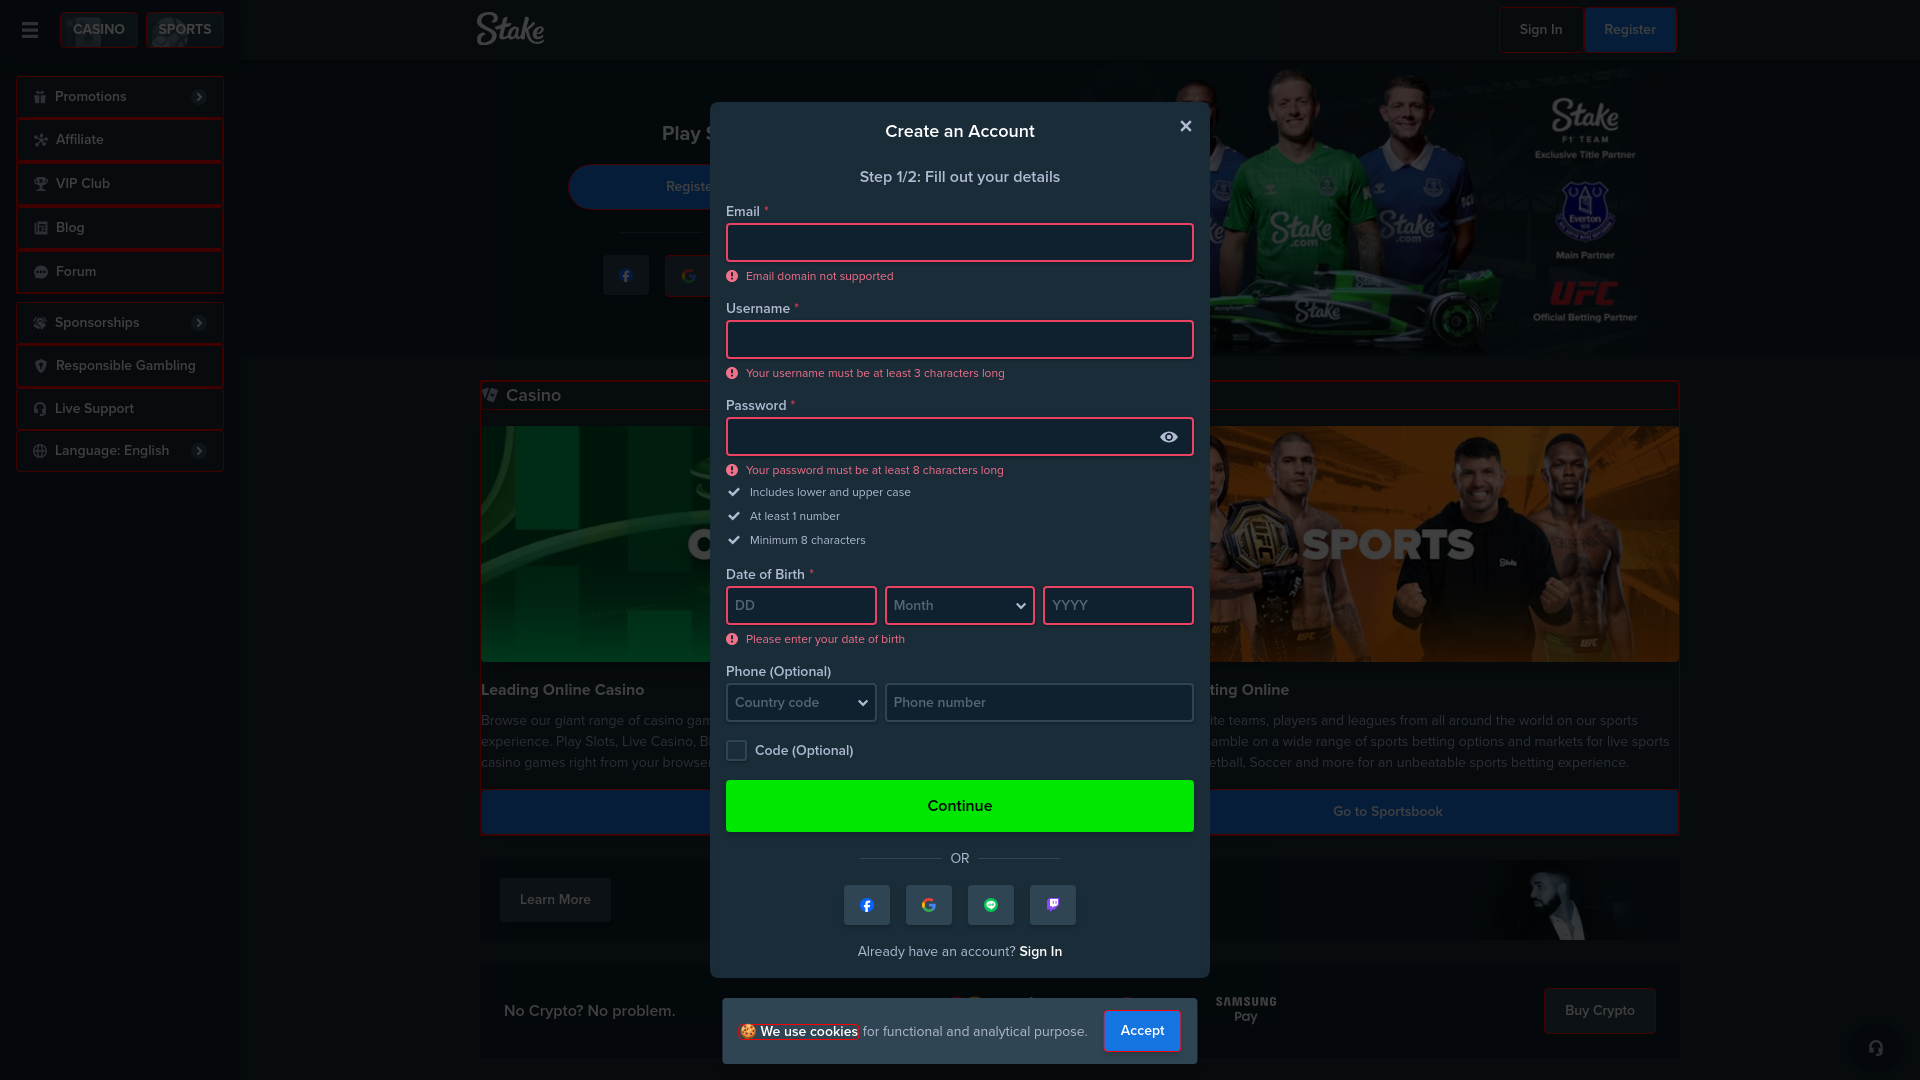 CASINO
SPORTS
Stake
Sign In
Register
Promotions
Affiliate
VIP Club
Blog
Forum
Sponsorships
Responsible Gambling
Live Support
Language: English
Play S
Registe
Stake
F1 TEAM
Exclusive Title Partner
Everton
Main Partner
UFC
Official Betting Partner
Stake
.com
Stake
.com
Stake
Create an Account
Step 1/2: Fill out your details
Email *
Email domain not supported
Username *
Your username must be at least 3 characters long
Password *
Your password must be at least 8 characters long
Includes lower and upper case
At least 1 number
Minimum 8 characters
Date of Birth *
DD
Month
YYYY
Please enter your date of birth
Phone (Optional)
Country code
Phone number
Code (Optional)
Continue
OR
Already have an account? Sign In
Casino
SPORTS
Leading Online Casino
Browse our giant range of casino gam
experience. Play Slots, Live Casino, Bl
casino games right from your browser
ting Online
ite teams, players and leagues from all around the world on our sports
amble on a wide range of sports betting options and markets for live sports
etball, Soccer and more for an unbeatable sports betting experience.
Go to Sportsbook
Learn More
No Crypto? No problem.
SAMSUNG
Pay
Buy Crypto
We use cookies for functional and analytical purpose.
Accept